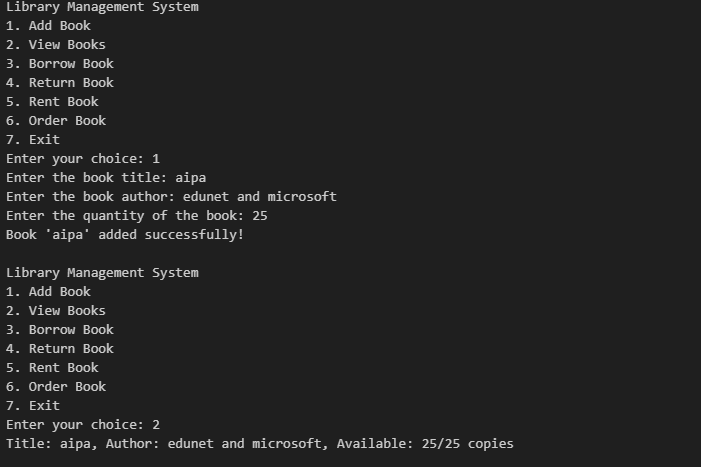 Library Management System
1. Add Book
2. View Books
3. Borrow Book
4. Return Book
5. Rent Book
6. Order Book
7. Exit
Enter your choice: 1
Enter the book title: aipa
Enter the book author: edunet and microsoft
Enter the quantity of the book: 25
Book 'aipa' added successfully!
Library Management System
1. Add Book
2. View Books
3. Borrow Book
4. Return Book
5. Rent Book
6. Order Book
7. Exit
Enter your choice: 2
Title: aipa, Author: edunet and microsoft, Available: 25/25 copies